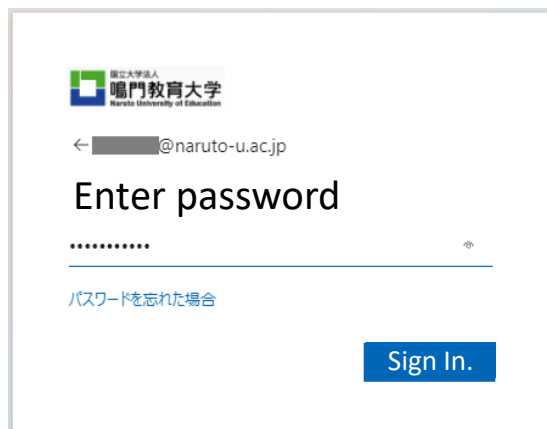 国立大学法人
鳴門教育大学
Naruto University of Education
← @naruto-u.ac.jp
Enter password
•••••••••••
パスワードを忘れた場合
Sign In.